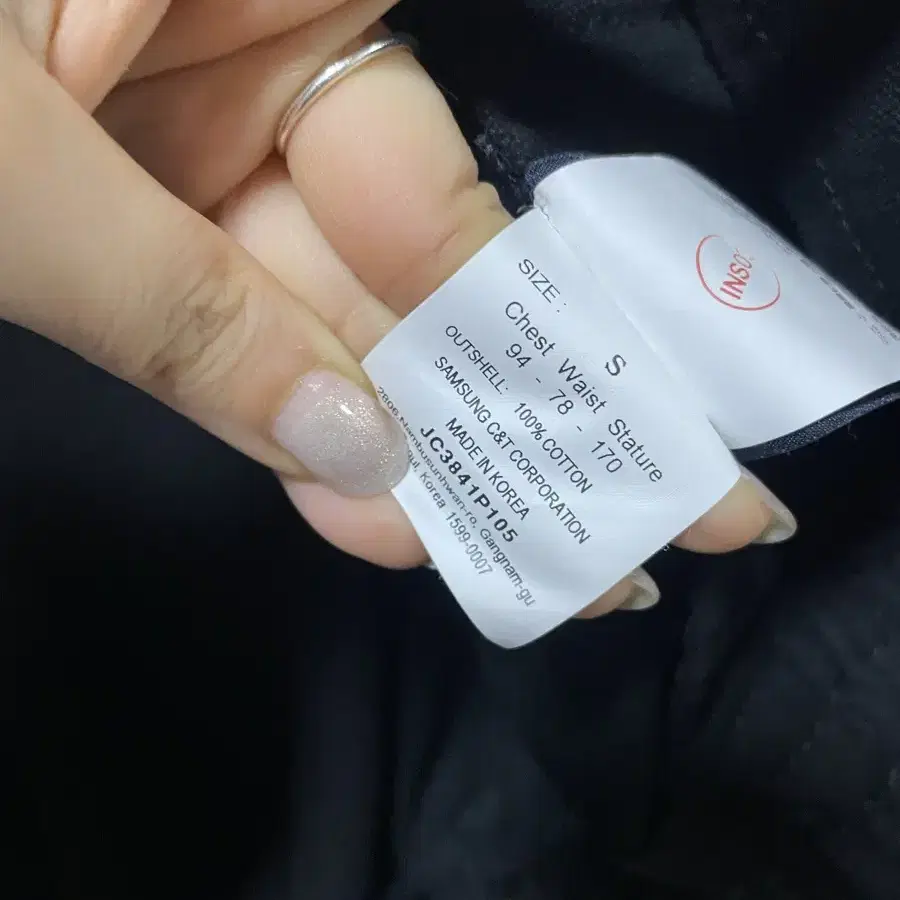 SIZE : S
Chest Waist Stature
94 - 78 - 170
OUTSHELL: 100% COTTON
SAMSUNG C&T CORPORATION
MADE IN KOREA
JC3841P105
2806 Nambusunhwan-ro, Gangnam-gu
Korea 1599-0007
INSO